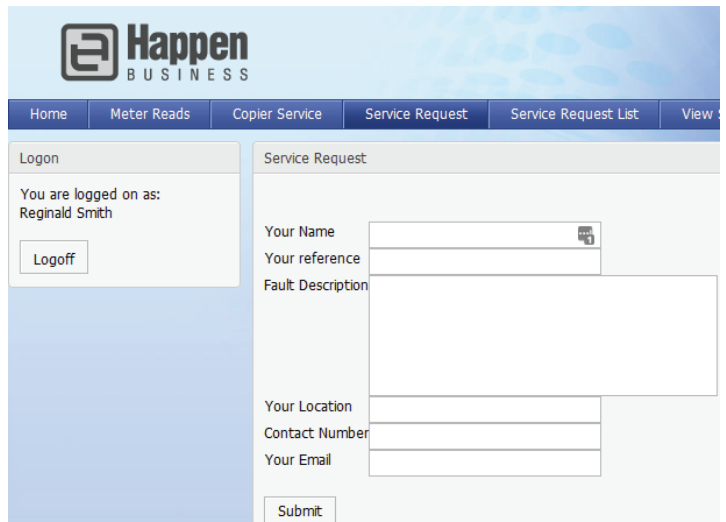 Happen
BUSINESS
Home Meter Reads Copier Service Service Request Service Request List View
Logon
You are logged on as:
Reginald Smith
Logoff
Service Request
Your Name
Your reference
Fault Description
Your Location
Contact Number
Your Email
Submit